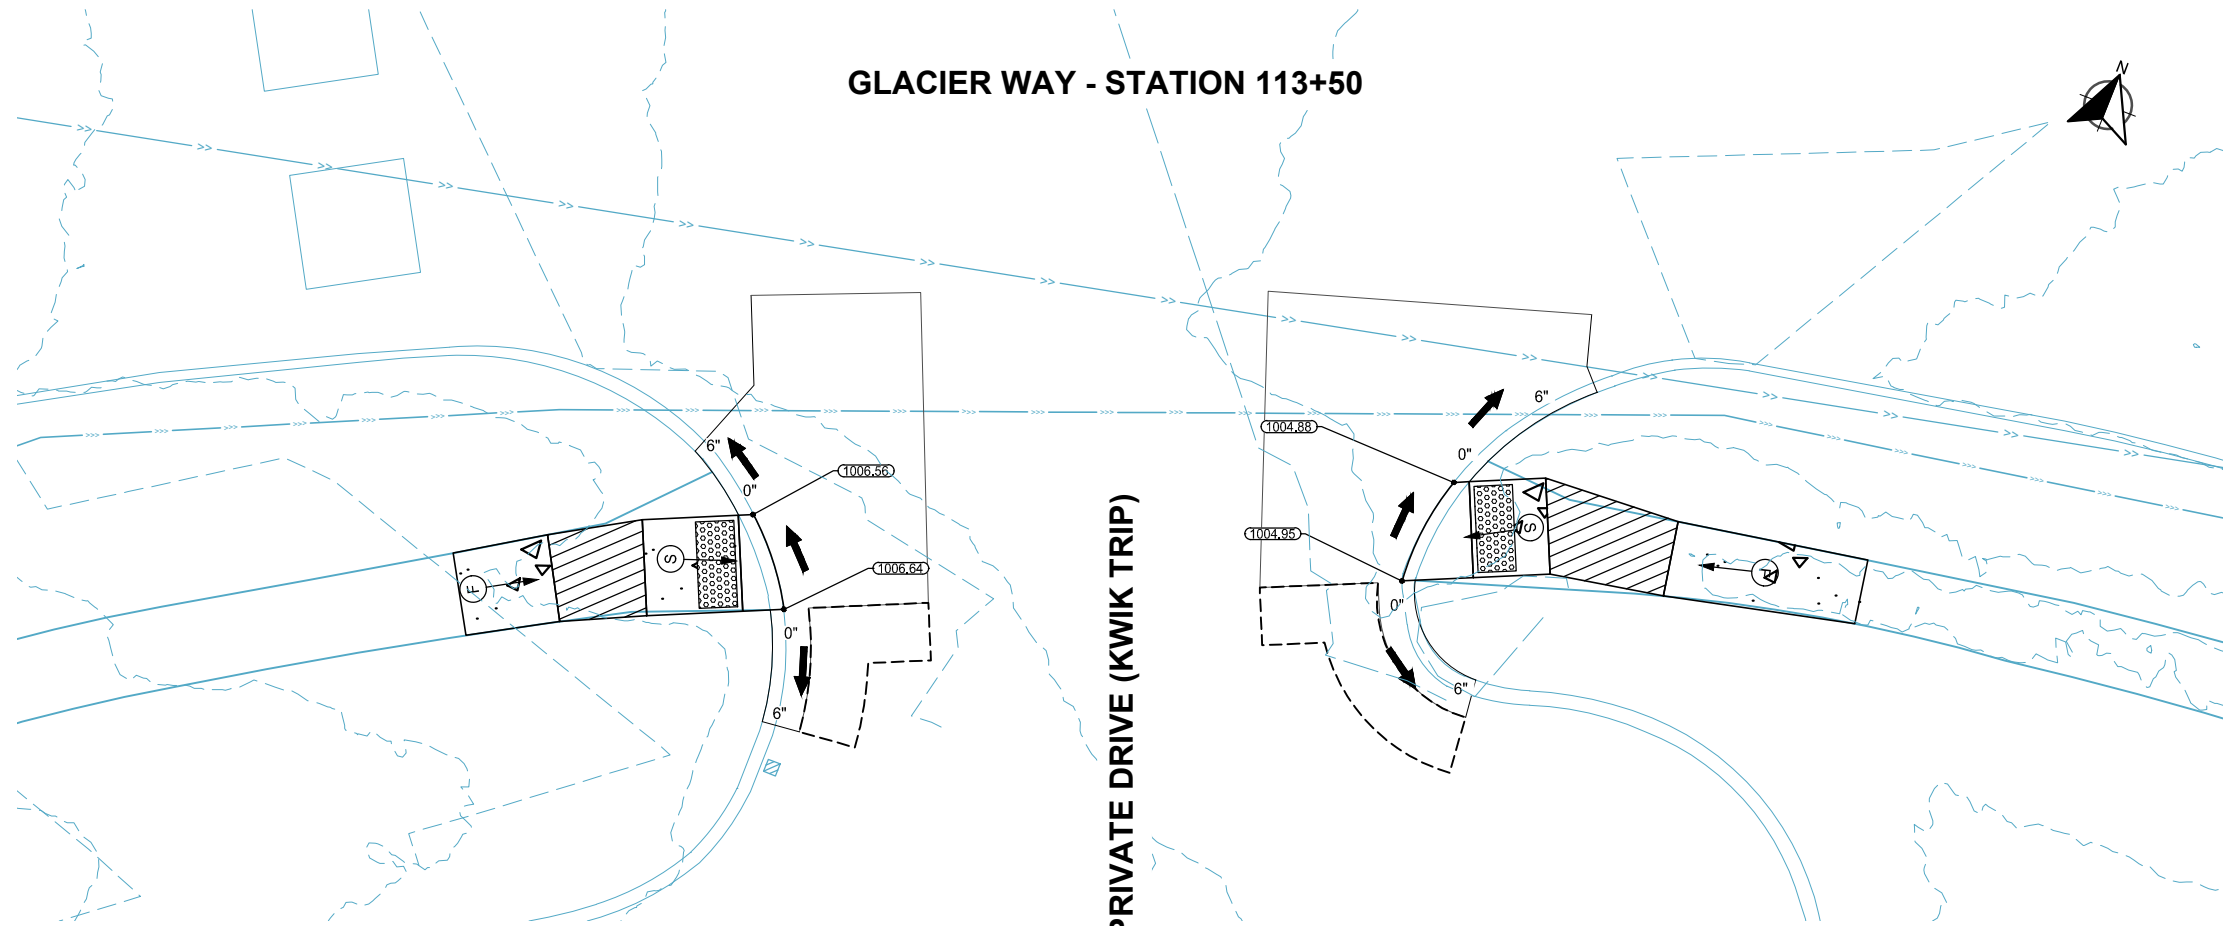 GLACIER WAY - STATION 113+50
N
6"
1004.88
6"
0"
1006.56
0"
1004.95
S
S
F
F
1006.64
0"
0"
6"
6"
PRIVATE DRIVE (KWIK TRIP)